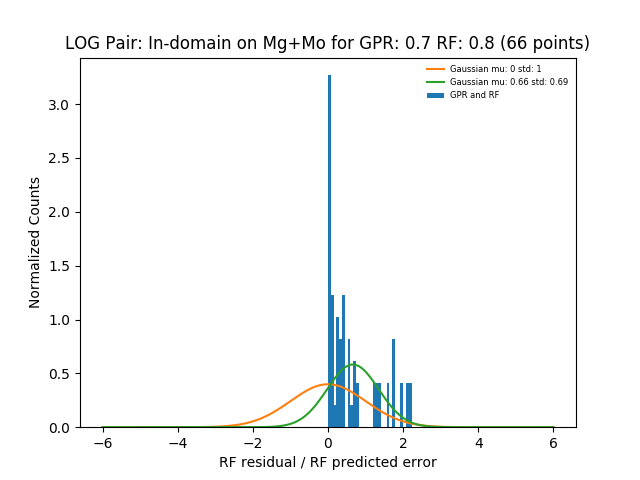 LOG Pair: In-domain on Mg+Mo for GPR: 0.7 RF: 0.8 (66 points)
Gaussian mu: 0 std: 1
Gaussian mu: 0.66 std: 0.69
GPR and RF
Normalized Counts
3.0
2.5
2.0
1.5
1.0
0.5
0.0
−6 −4 −2 0 2 4 6
RF residual / RF predicted error